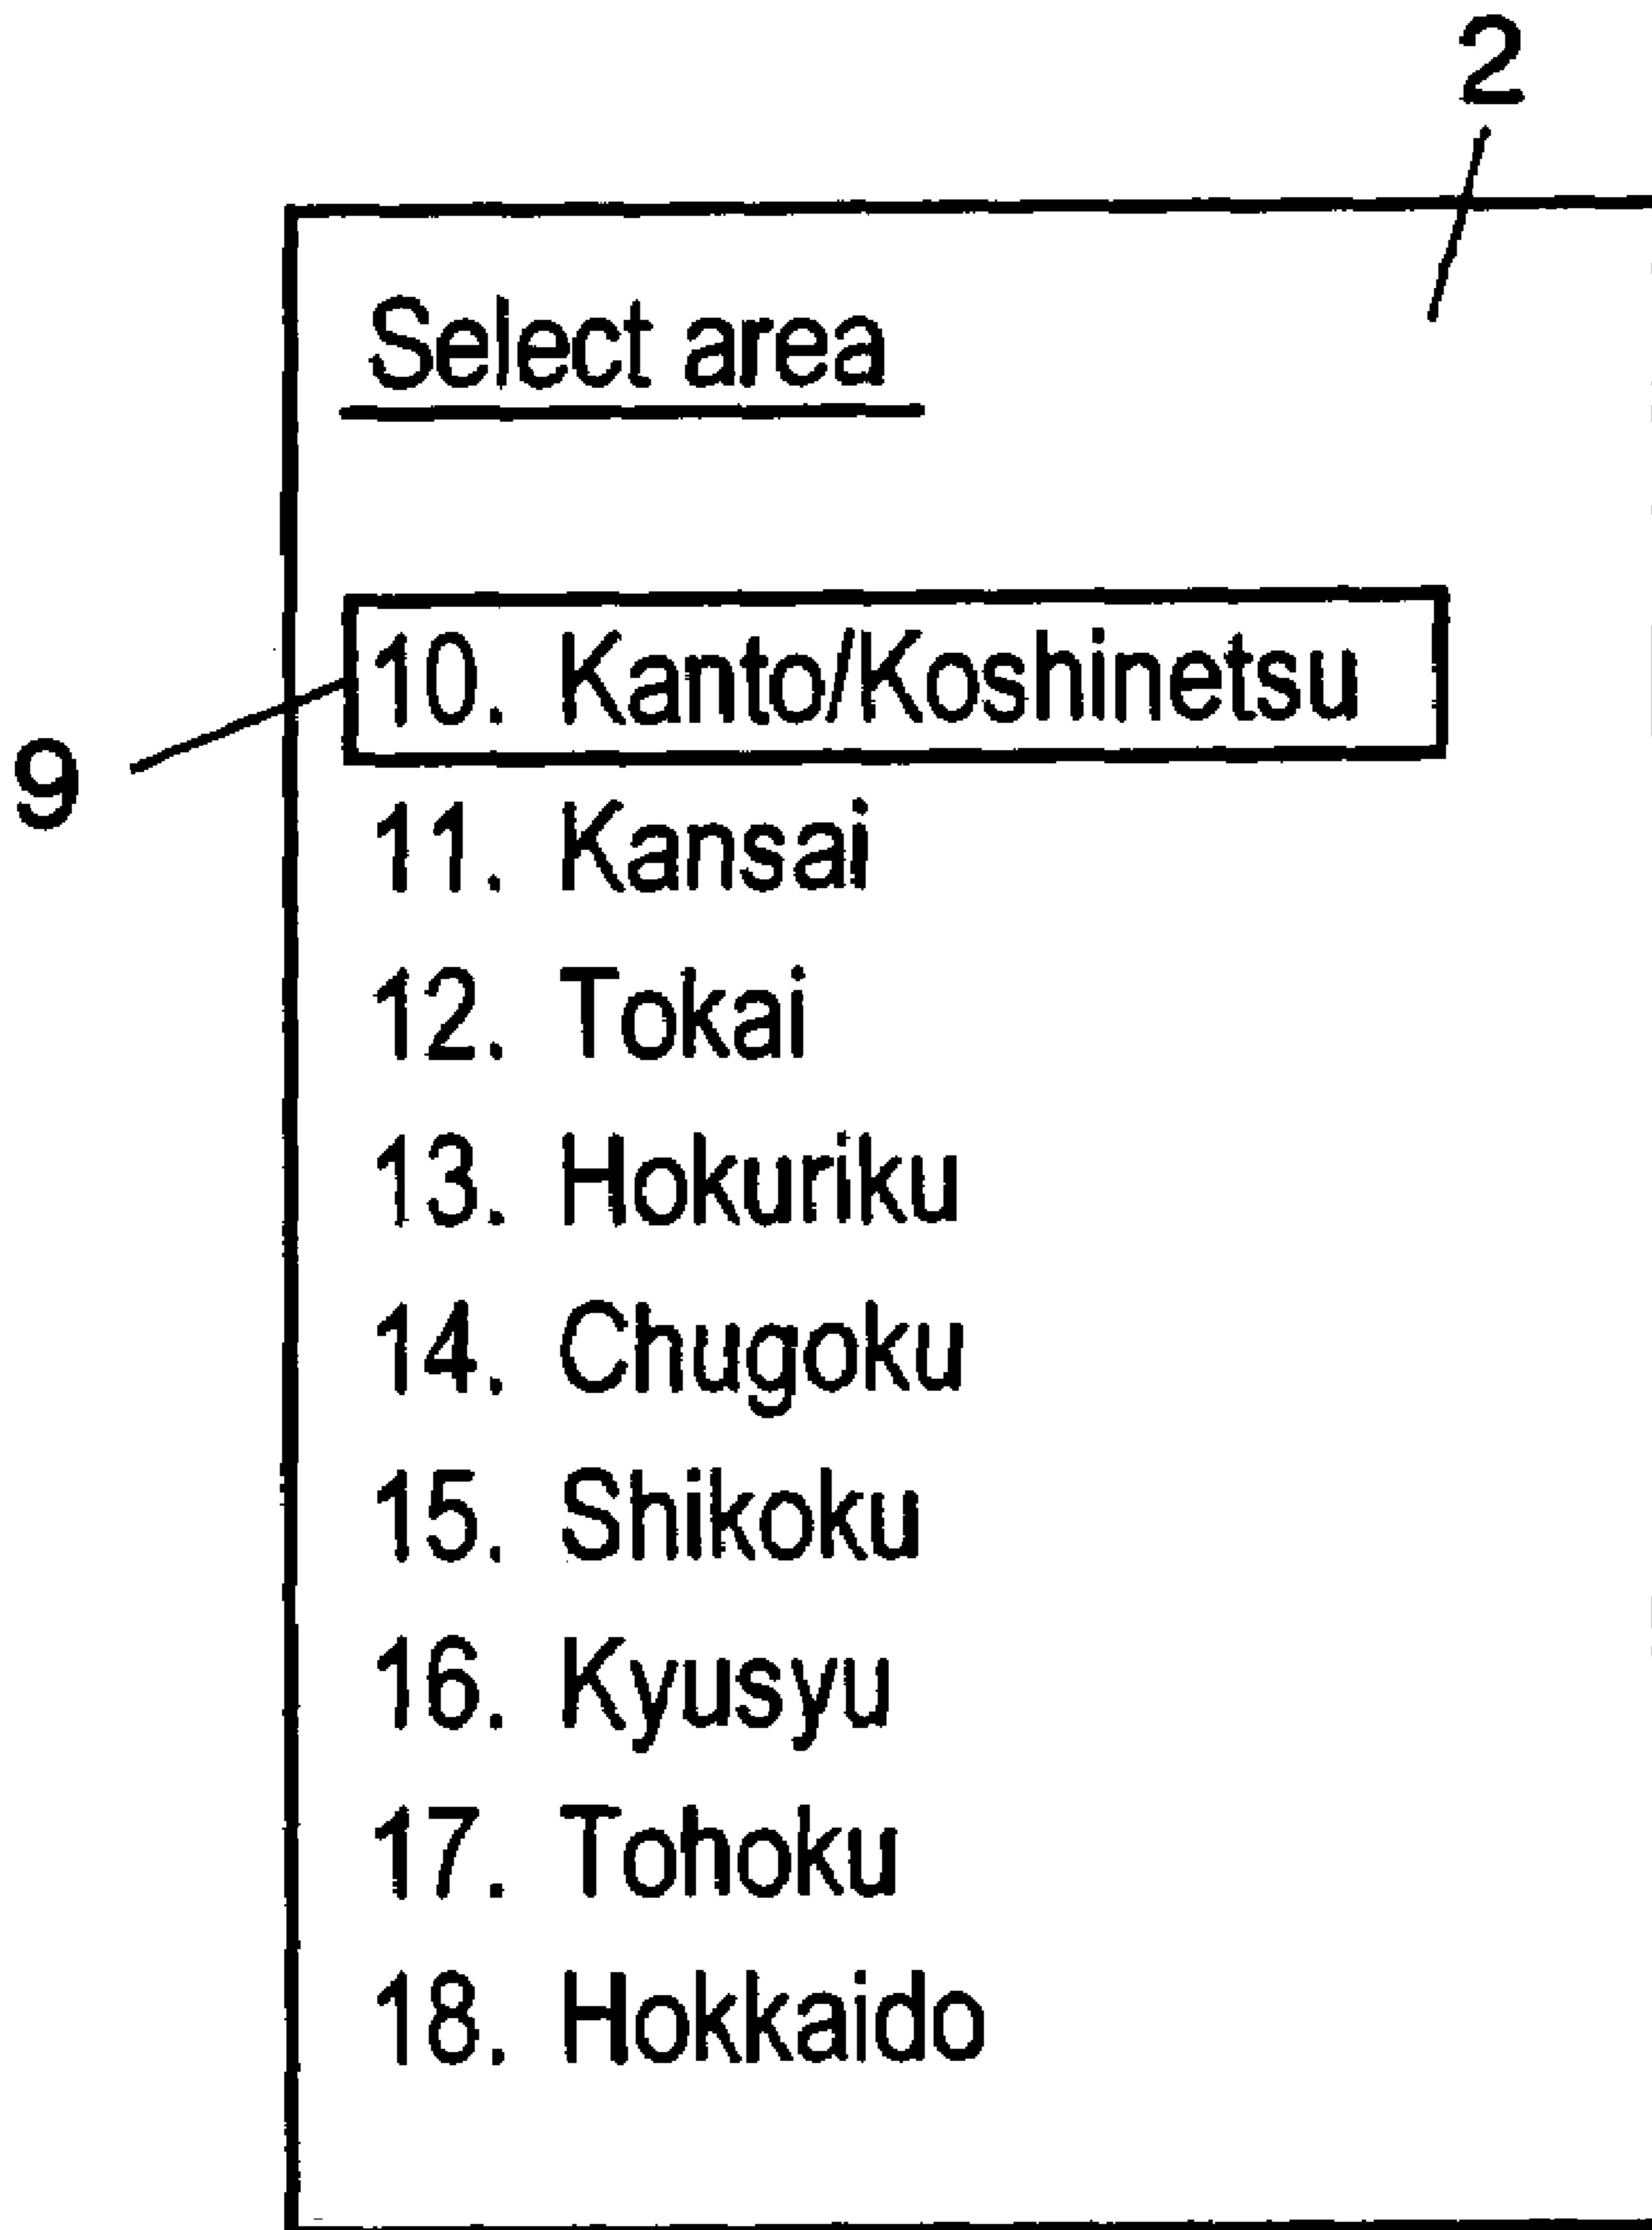 2
Select area
10. Kanto/Koshinetsu
9
11. Kansai
12. Tokai
13. Hokuriku
14. Chugoku
15. Shikoku
16. Kyusyu
17. Tohoku
18. Hokkaido